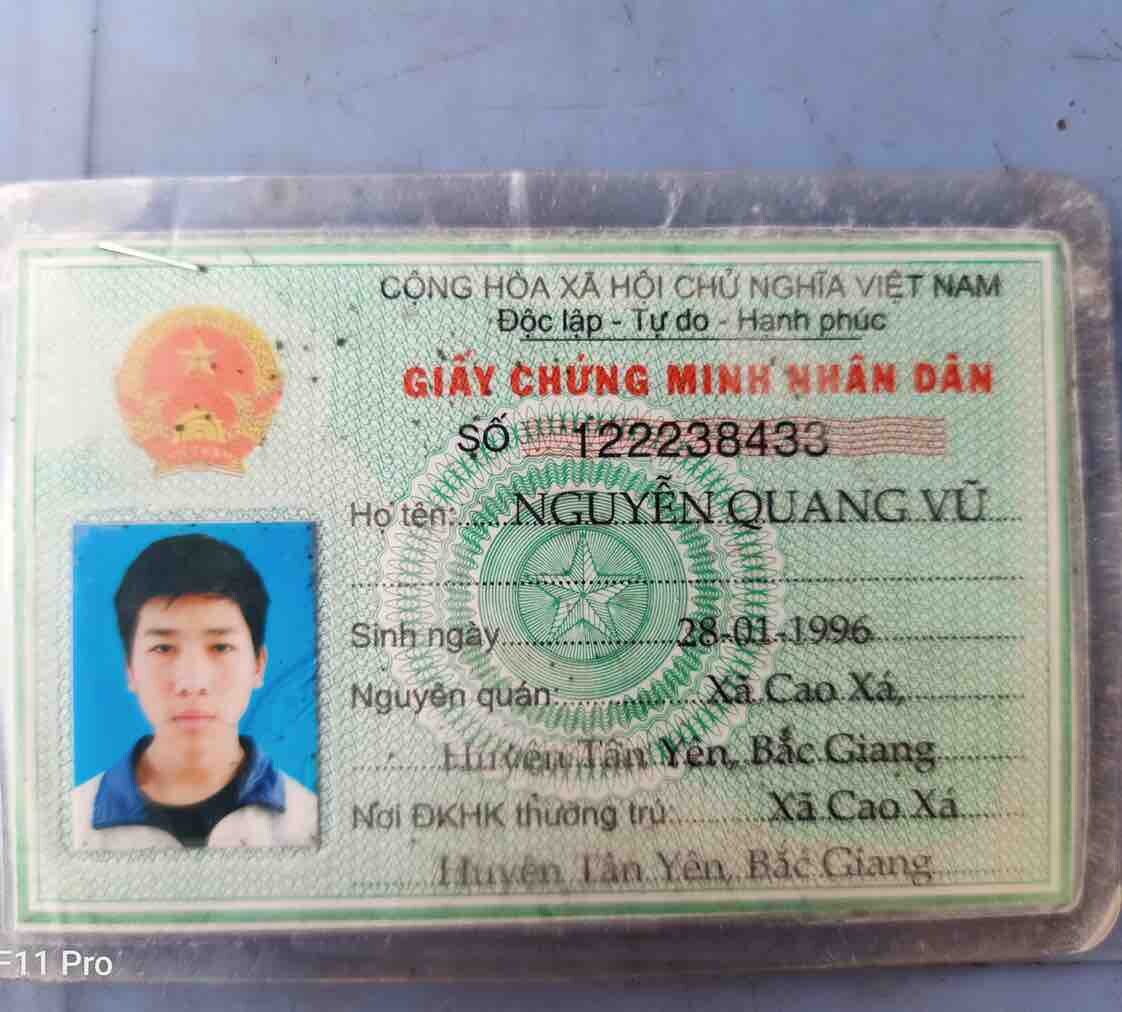 CỘNG HÒA XÃ HỘI CHỦ NGHĨA VIỆT NAM
Độc lập - Tự do - Hạnh phúc
GIẤY CHỨNG MINH NHÂN DÂN
SỐ 122238433
Họ tên: NGUYỄN QUANG VŨ
Sinh ngày 28-01-1996
Nguyên quán: Xã Cao Xá,
Huyện Tân Yên, Bắc Giang
Nơi ĐKHK thường trú: Xã Cao Xá
Huyện Tân Yên, Bắc Giang
F11 Pro